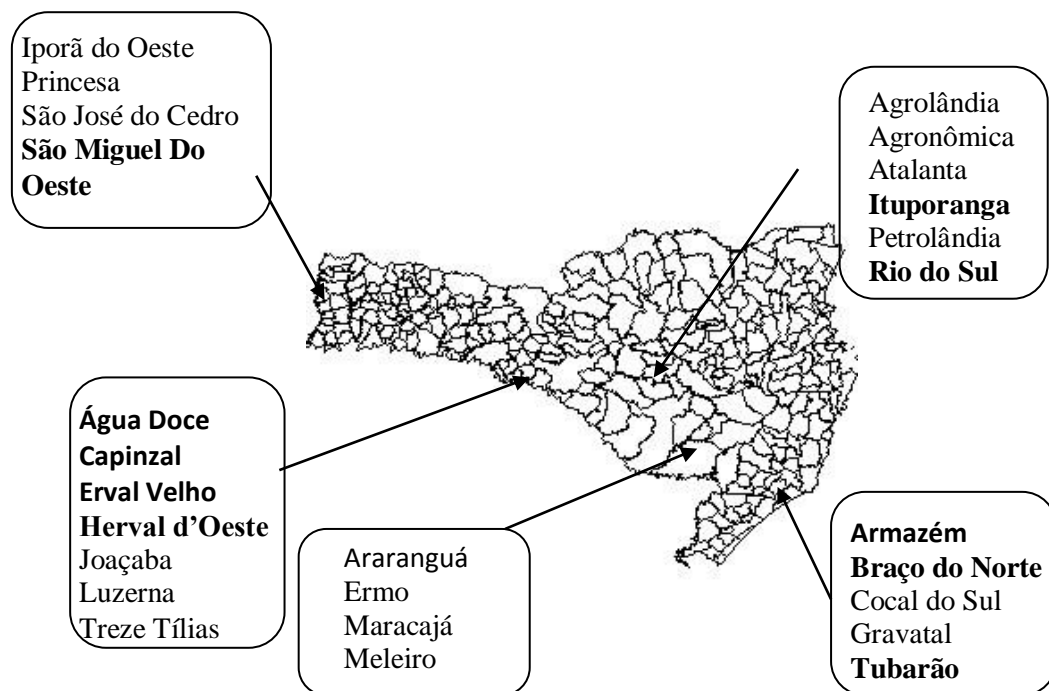 Iporã do Oeste
Princesa
São José do Cedro
São Miguel Do
Oeste
Agrolândia
Agronômica
Atalanta
Ituporanga
Petrolândia
Rio do Sul
Água Doce
Capinzal
Erval Velho
Herval d’Oeste
Joaçaba
Luzerna
Treze Tílias
Araranguá
Ermo
Maracajá
Meleiro
Armazém
Braço do Norte
Cocal do Sul
Gravatal
Tubarão